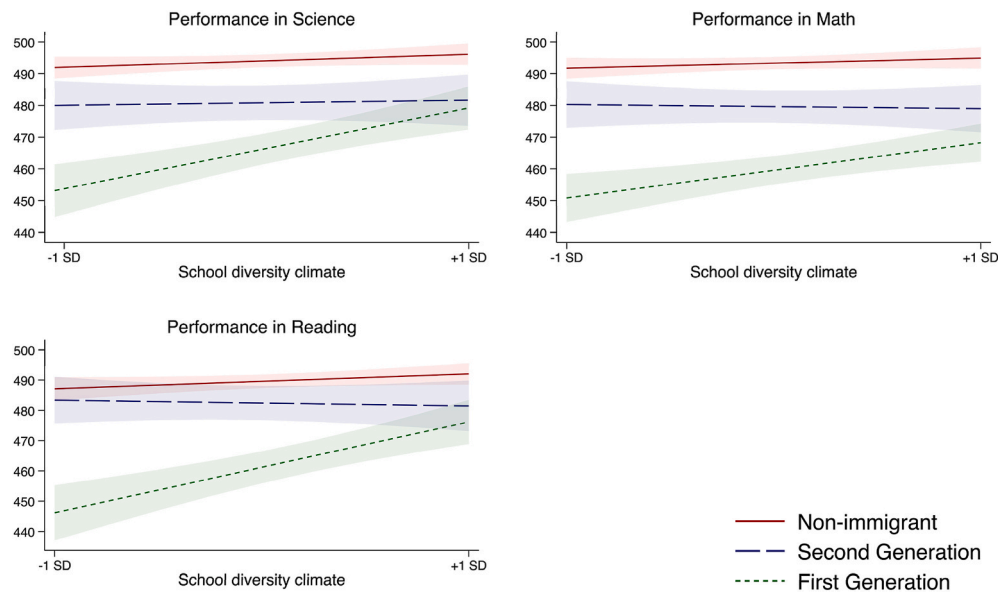 Performance in Science
500
490
480
470
460
450
440
-1 SD
+1 SD
School diversity climate
Performance in Math
500
490
480
470
460
450
440
-1 SD
+1 SD
School diversity climate
Performance in Reading
500
490
480
470
460
450
440
-1 SD
+1 SD
School diversity climate
Non-immigrant
Second Generation
First Generation